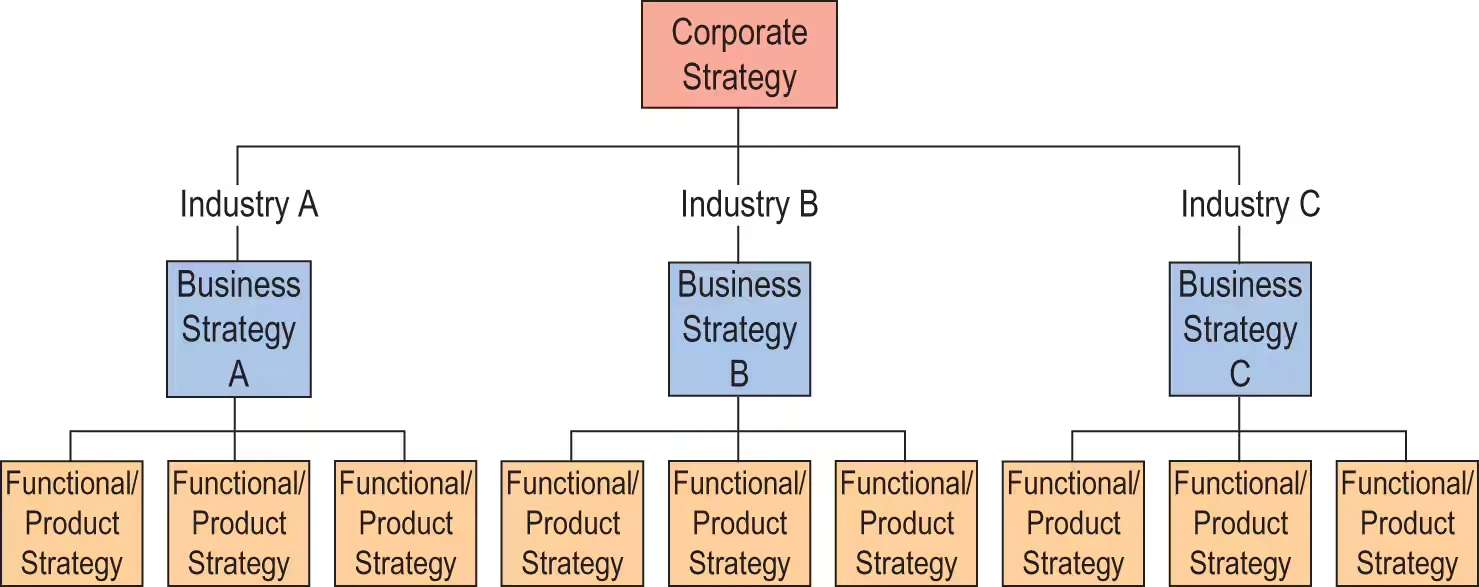 Corporate
Strategy
Industry A
Industry B
Industry C
Business
Strategy
A
Business
Strategy
B
Business
Strategy
C
Functional/
Product
Strategy
Functional/
Product
Strategy
Functional/
Product
Strategy
Functional/
Product
Strategy
Functional/
Product
Strategy
Functional/
Product
Strategy
Functional/
Product
Strategy
Functional/
Product
Strategy
Functional/
Product
Strategy